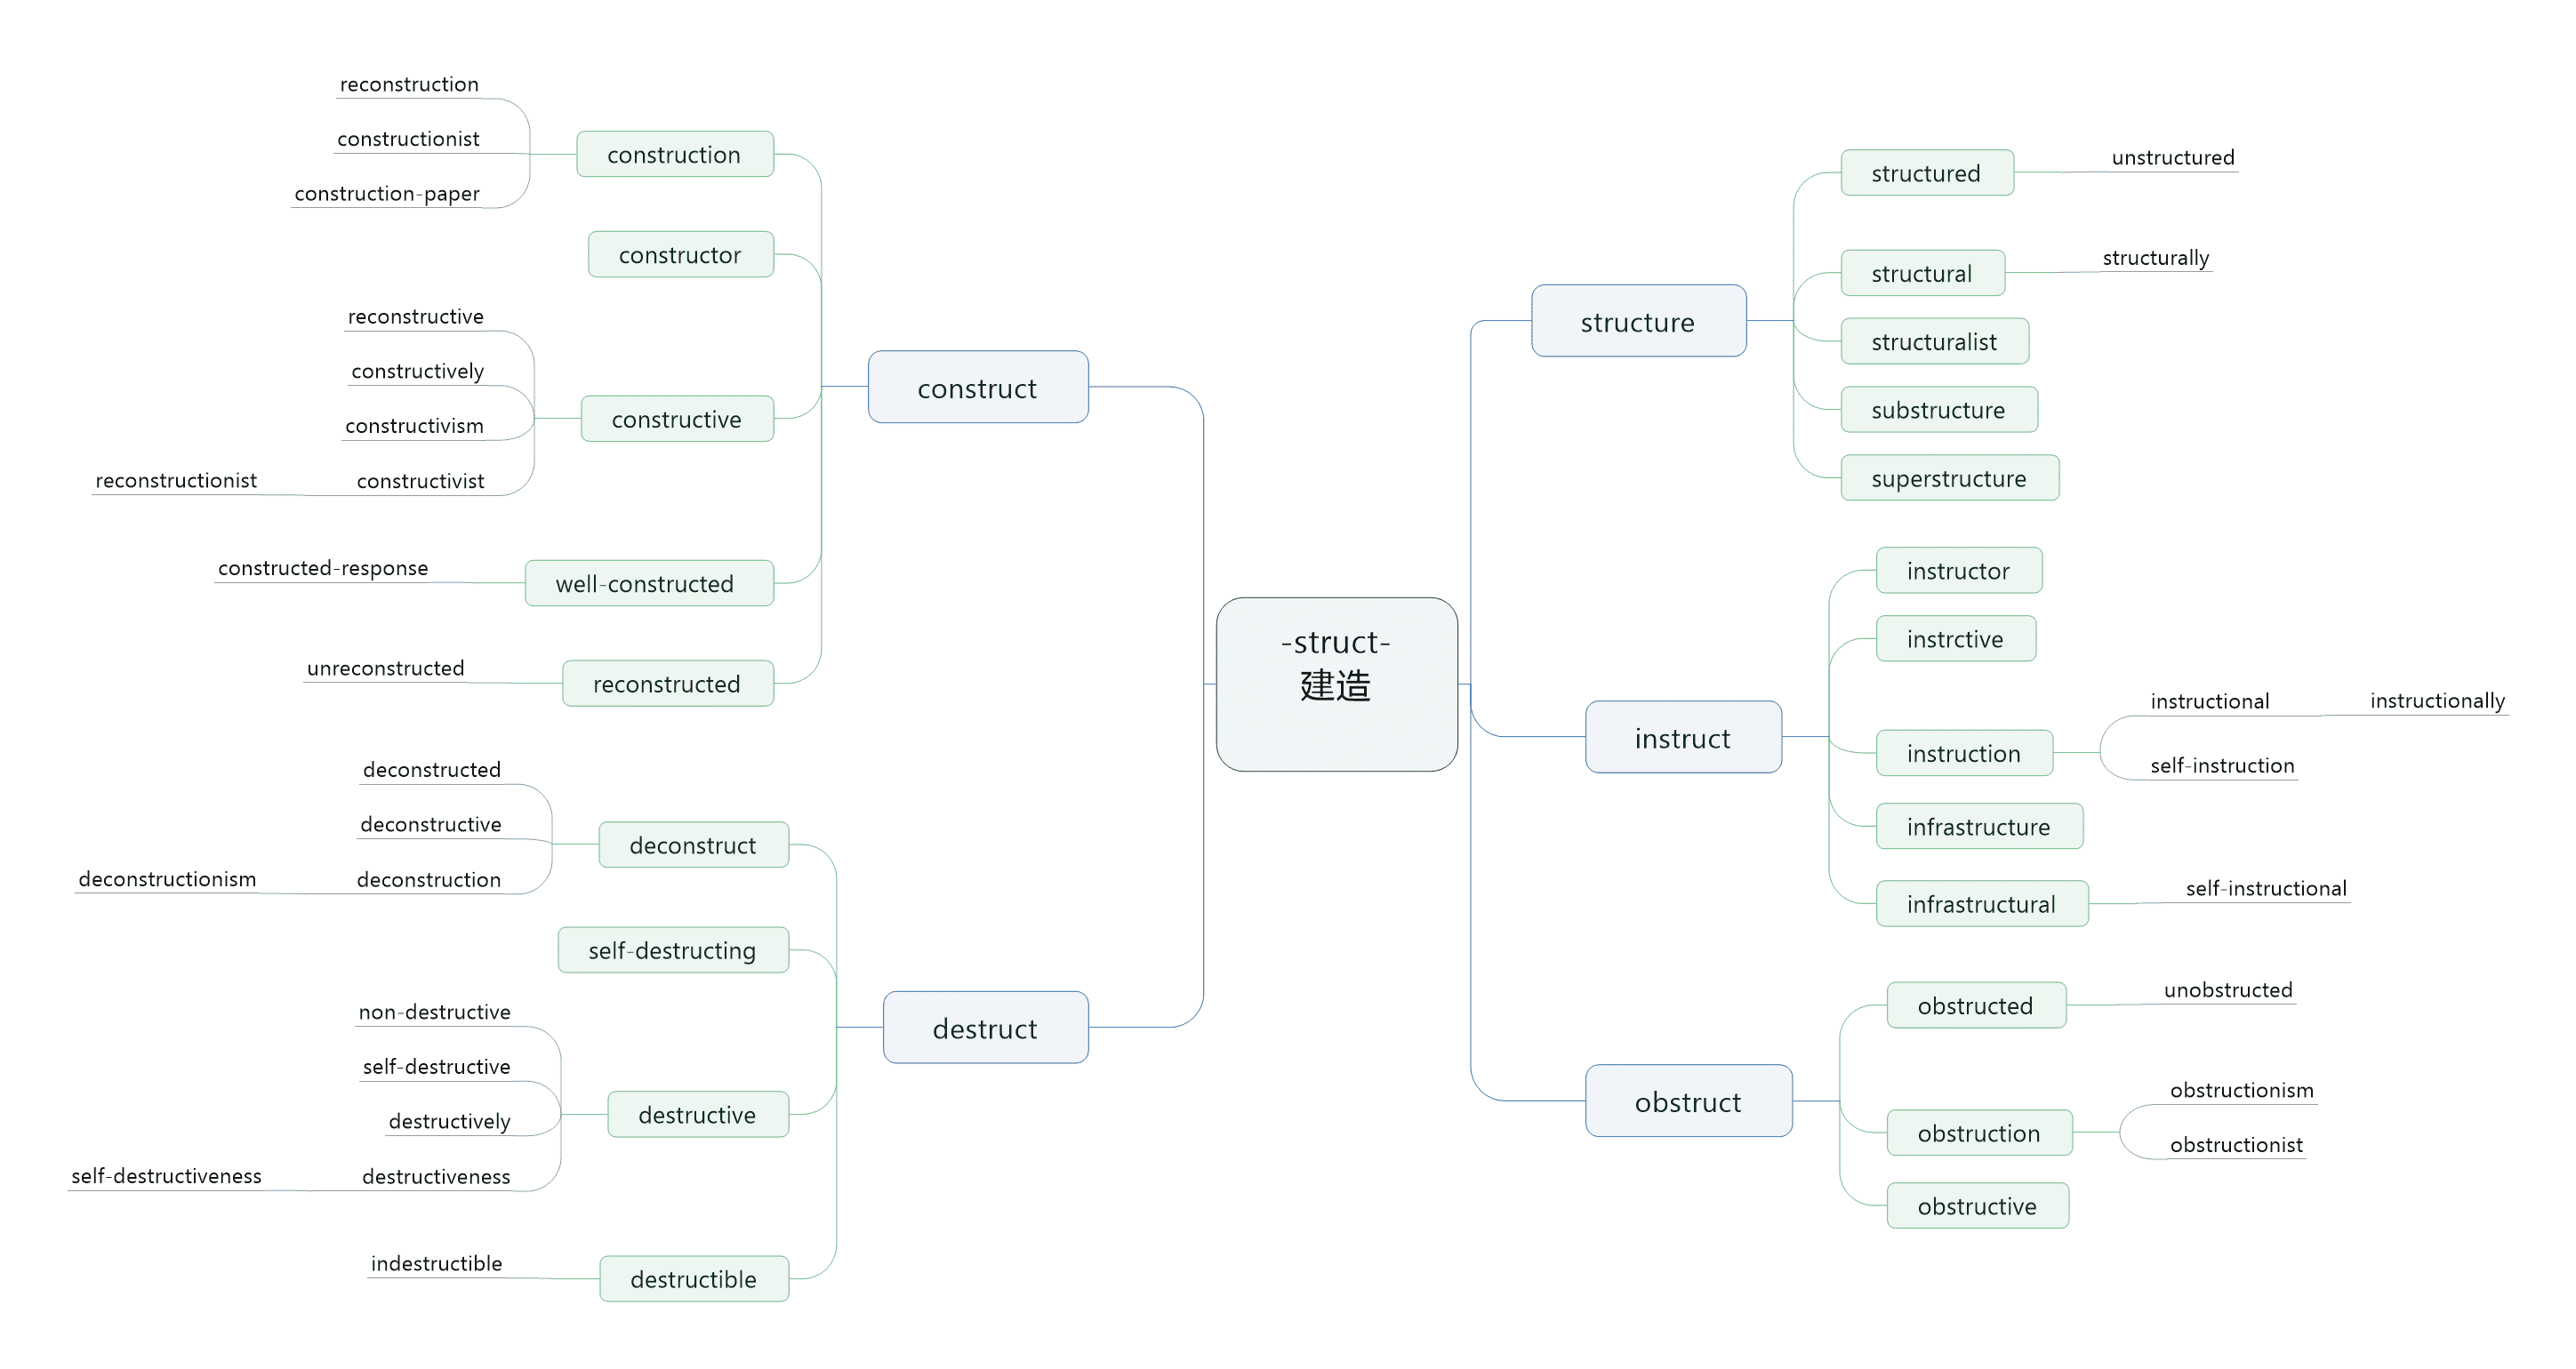 -struct-
建造
construct
construction
reconstruction
constructionist
construction-paper
constructor
constructive
reconstructive
constructively
constructivism
constructivist
reconstructionist
well-constructed
constructed-response
reconstructed
unreconstructed
destruct
deconstruct
deconstructed
deconstructive
deconstruction
deconstructionism
self-destructing
destructive
non-destructive
self-destructive
destructively
destructiveness
self-destructiveness
destructible
indestructible
structure
structured
unstructured
structural
structurally
structuralist
substructure
superstructure
instruct
instructor
instrctive
instruction
instructional
instructionally
self-instruction
infrastructure
infrastructural
self-instructional
obstruct
obstructed
unobstructed
obstruction
obstructionism
obstructionist
obstructive